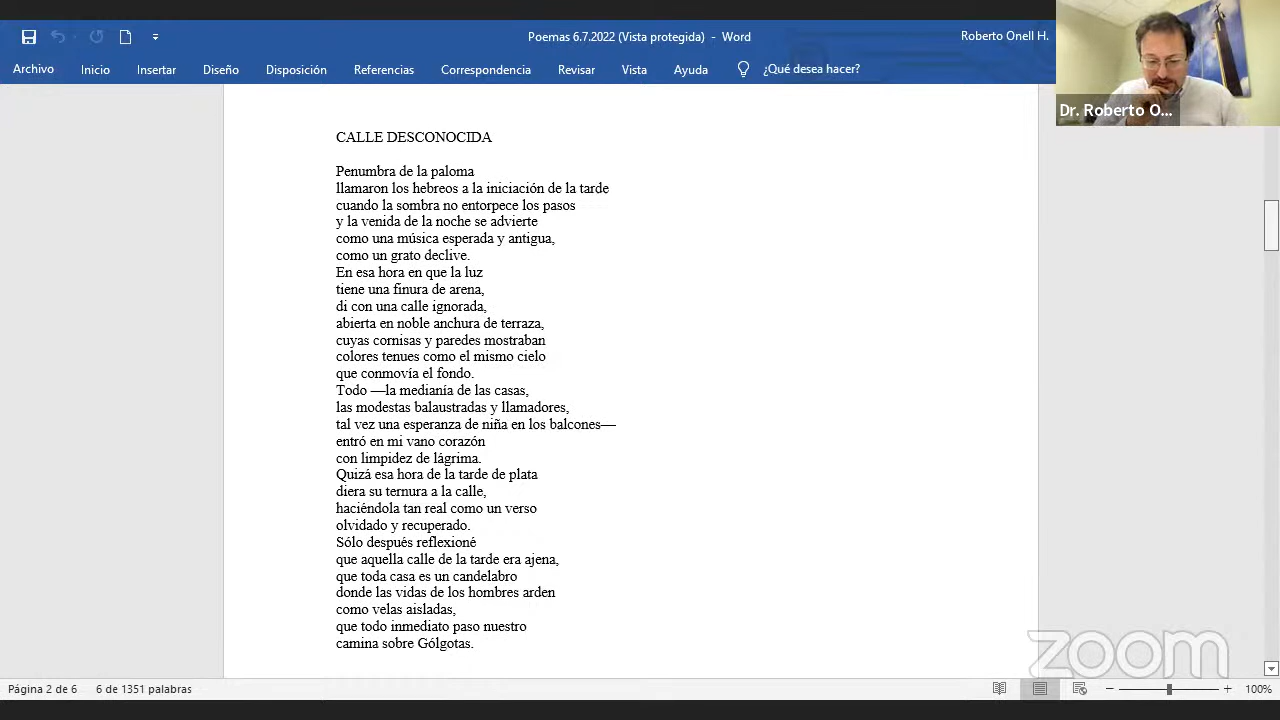 Poemas 6.7.2022 (Vista protegida) - Word
Roberto Onell H.
Archivo Inicio Insertar Diseño Disposición Referencias Correspondencia Revisar Vista Ayuda ¿Qué desea hacer?
Dr. Roberto O...
CALLE DESCONOCIDA
Penumbra de la paloma
llamaron los hebreos a la iniciación de la tarde
cuando la sombra no entorpece los pasos
y la venida de la noche se advierte
como una música esperada y antigua,
como un grato declive.
En esa hora en que la luz
tiene una finura de arena,
di con una calle ignorada,
abierta en noble anchura de terraza,
cuyas cornisas y paredes mostraban
colores tenues como el mismo cielo
que conmovía el fondo.
Todo —la medianía de las casas,
las modestas balaustradas y llamadores,
tal vez una esperanza de niña en los balcones—
entró en mi vano corazón
con limpidez de lágrima.
Quizá esa hora de la tarde de plata
diera su ternura a la calle,
haciéndola tan real como un verso
olvidado y recuperado.
Sólo después reflexioné
que aquella calle de la tarde era ajena,
que toda casa es un candelabro
donde las vidas de los hombres arden
como velas aisladas,
que todo inmediato paso nuestro
camina sobre Gólgotas.
zoom
Página 2 de 6 6 de 1351 palabras 100%